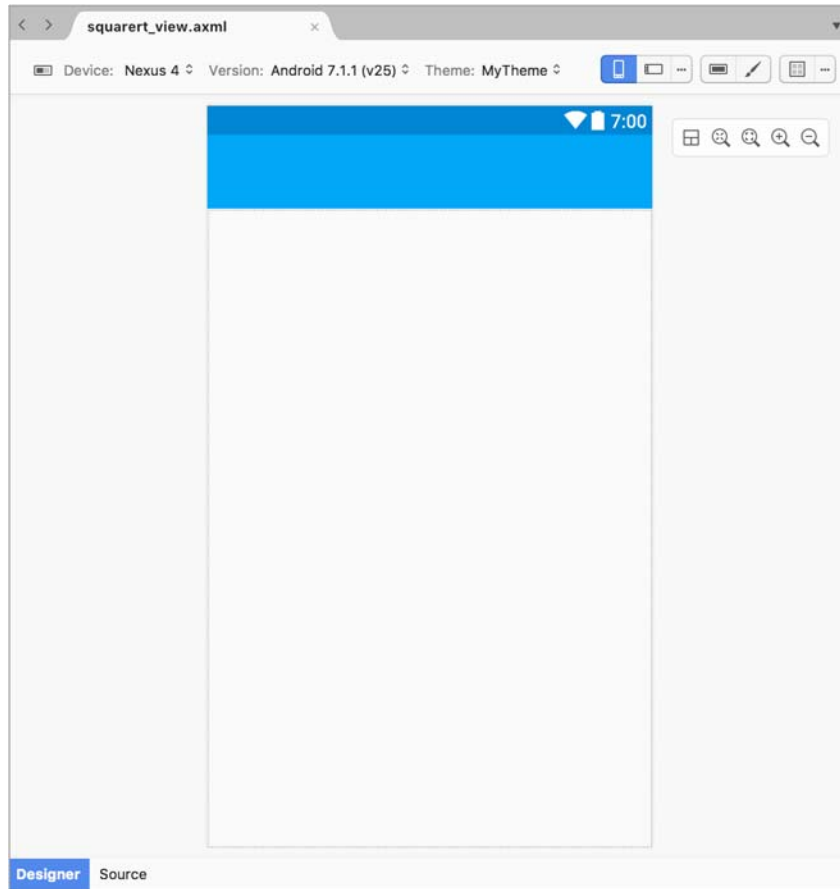 squarert_view.axml
Device: Nexus 4 Version: Android 7.1.1 (v25) Theme: MyTheme
7:00
Designer Source